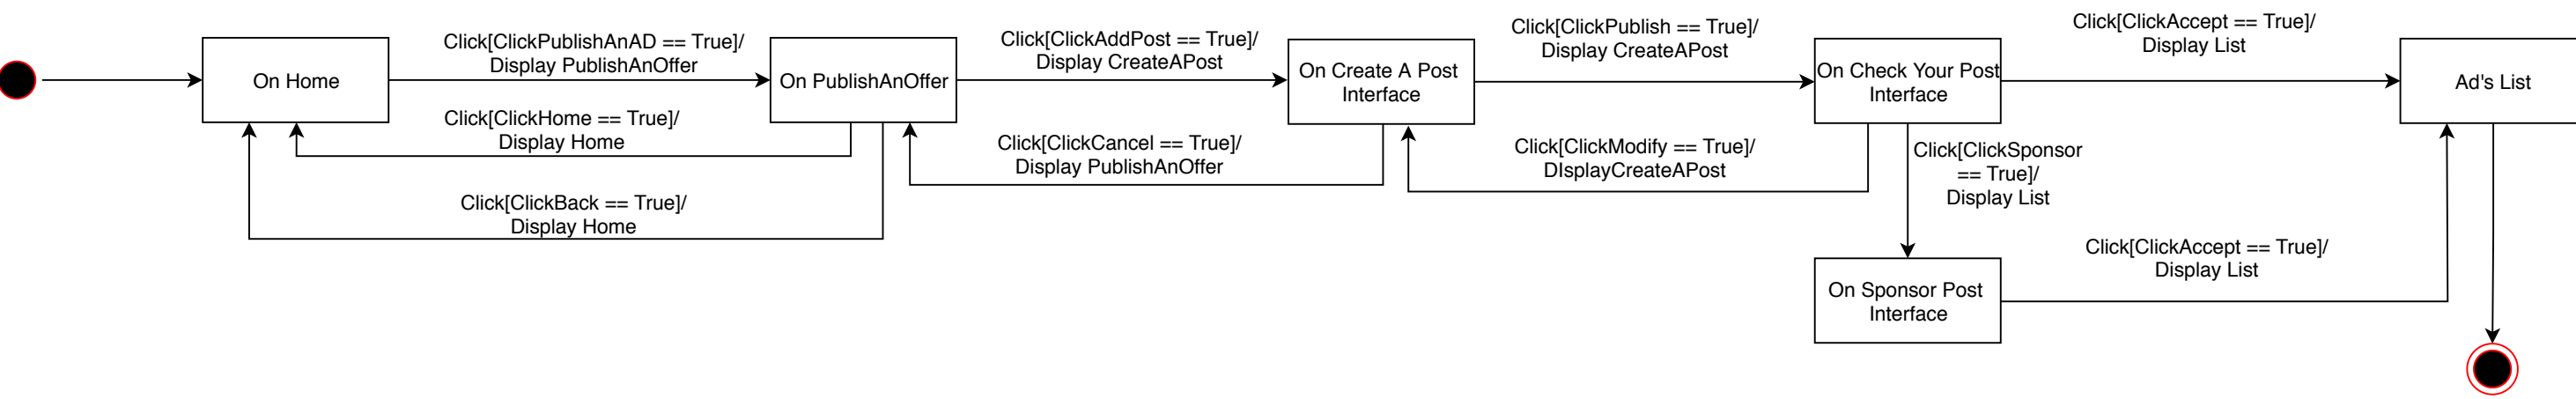 On Home
Click[ClickPublishAnAD == True]/
Display PublishAnOffer
Click[ClickHome == True]/
Display Home
Click[ClickBack == True]/
Display Home
On PublishAnOffer
Click[ClickAddPost == True]/
Display CreateAPost
Click[ClickCancel == True]/
Display PublishAnOffer
On Create A Post
Interface
Click[ClickPublish == True]/
Display CreateAPost
Click[ClickModify == True]/
DIsplayCreateAPost
On Check Your Post
Interface
Click[ClickSponsor
== True]/
Display List
On Sponsor Post
Interface
Click[ClickAccept == True]/
Display List
Click[ClickAccept == True]/
Display List
Ad's List